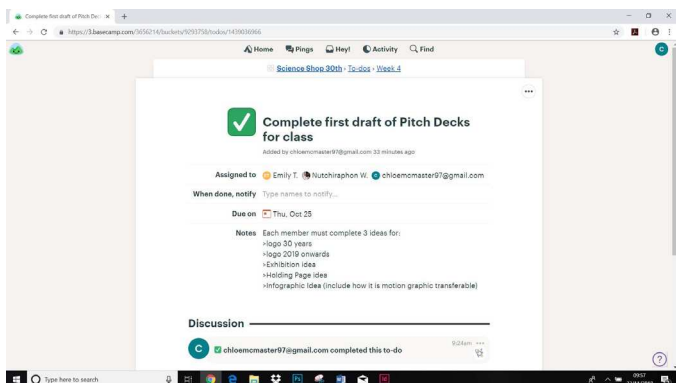 Complete first draft of Pitch Dec
https://3.basecamp.com/3656214/buckets/9293758/todos/1439036966
Home Pings Hey! Activity Find
C
Science Shop 30th › To-dos › Week 4
Complete first draft of Pitch Decks
for class
Added by chloemcmaster97@gmail.com 33 minutes ago
Assigned to Emily T. Nutchiraphon W. C chloemcmaster97@gmail.com
When done, notify Type names to notify...
Due on Thu, Oct 25
Notes Each member must complete 3 ideas for:
>logo 30 years
>logo 2019 onwards
>Exhibition idea
>Holding Page idea
>Infographic Idea (include how it is motion graphic transferable)
Discussion
C chloemcmaster97@gmail.com completed this to-do 9:24am
Type here to search
09:57